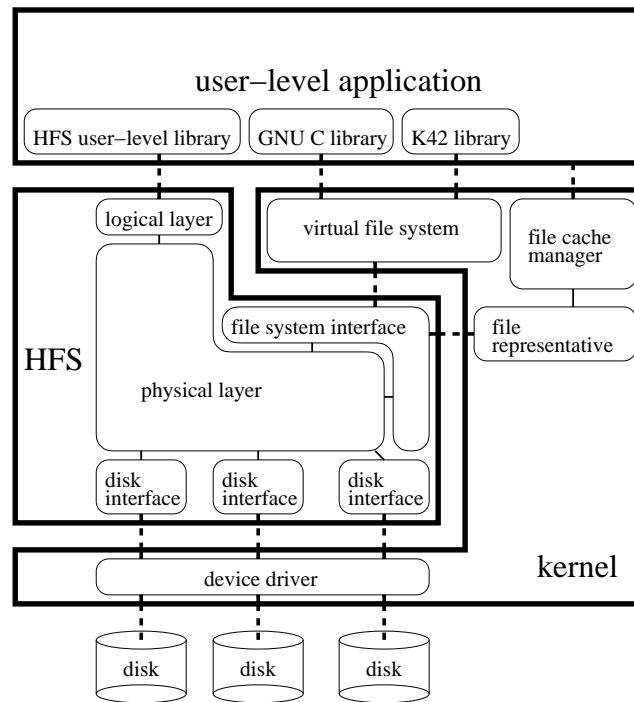 user–level application
HFS user–level library
GNU C library
K42 library
logical layer
virtual file system
file cache
manager
file system interface
file
representative
HFS
physical layer
disk
interface
disk
interface
disk
interface
kernel
device driver
disk
disk
disk